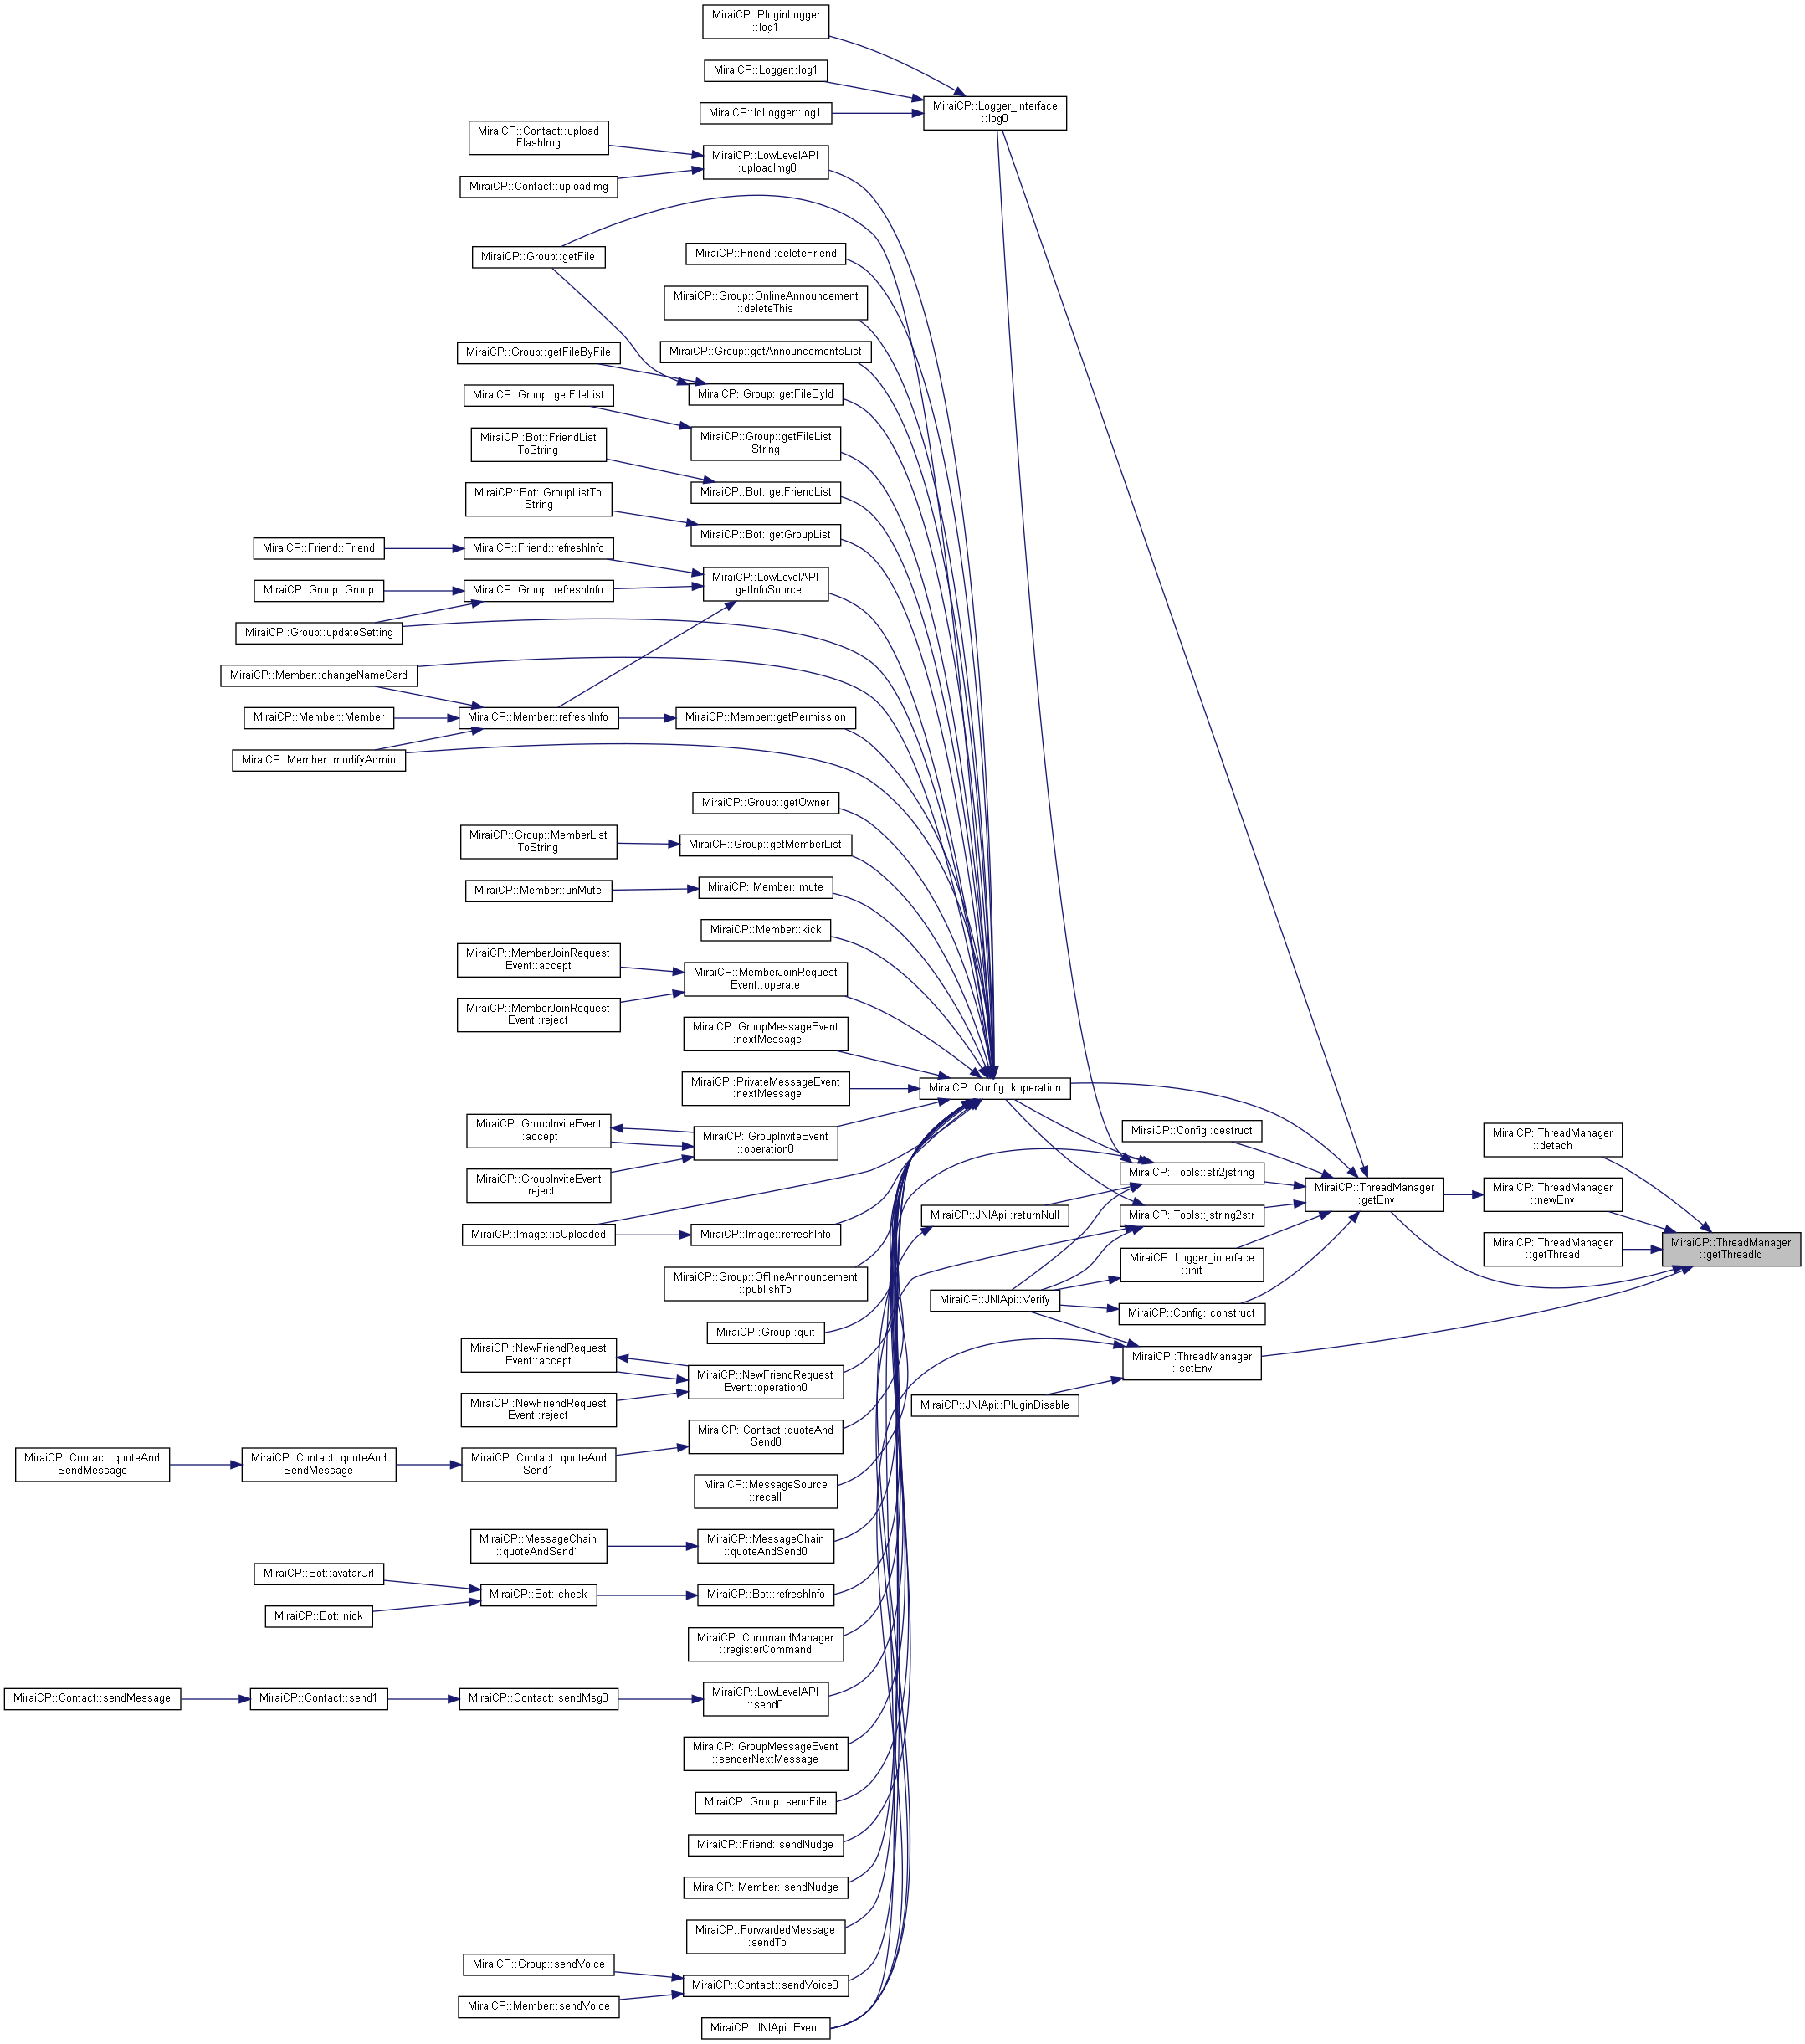 MiraiCP::PluginLogger
::log1
MiraiCP::Logger::log1
MiraiCP::IdLogger::log1
MiraiCP::Logger_interface
::log0
MiraiCP::Contact::upload
FlashImg
MiraiCP::Contact::uploadImg
MiraiCP::LowLevelAPI
::uploadImg0
MiraiCP::Group::getFile
MiraiCP::Friend::deleteFriend
MiraiCP::Group::OnlineAnnouncement
::deleteThis
MiraiCP::Group::getFileByFile
MiraiCP::Group::getAnnouncementsList
MiraiCP::Group::getFileList
MiraiCP::Group::getFileById
MiraiCP::Bot::FriendList
ToString
MiraiCP::Group::getFileList
String
MiraiCP::Bot::GroupListTo
String
MiraiCP::Bot::getFriendList
MiraiCP::Bot::getGroupList
MiraiCP::Friend::Friend
MiraiCP::Friend::refreshInfo
MiraiCP::Group::Group
MiraiCP::Group::refreshInfo
MiraiCP::LowLevelAPI
::getInfoSource
MiraiCP::Group::updateSetting
MiraiCP::Member::changeNameCard
MiraiCP::Member::Member
MiraiCP::Member::refreshInfo
MiraiCP::Member::getPermission
MiraiCP::Member::modifyAdmin
MiraiCP::Group::getOwner
MiraiCP::Group::MemberList
ToString
MiraiCP::Group::getMemberList
MiraiCP::Member::unMute
MiraiCP::Member::mute
MiraiCP::Member::kick
MiraiCP::MemberJoinRequest
Event::accept
MiraiCP::MemberJoinRequest
Event::operate
MiraiCP::MemberJoinRequest
Event::reject
MiraiCP::GroupMessageEvent
::nextMessage
MiraiCP::PrivateMessageEvent
::nextMessage
MiraiCP::Config::koperation
MiraiCP::GroupInviteEvent
::accept
MiraiCP::GroupInviteEvent
::operation0
MiraiCP::GroupInviteEvent
::reject
MiraiCP::Config::destruct
MiraiCP::Tools::str2jstring
MiraiCP::ThreadManager
::getEnv
MiraiCP::ThreadManager
::detach
MiraiCP::ThreadManager
::newEnv
MiraiCP::ThreadManager
::getThread
MiraiCP::ThreadManager
::getThreadId
MiraiCP::JNIApi::returnNull
MiraiCP::Tools::jstring2str
MiraiCP::Image::isUploaded
MiraiCP::Image::refreshInfo
MiraiCP::Logger_interface
::init
MiraiCP::Group::OfflineAnnouncement
::publishTo
MiraiCP::JNIApi::Verify
MiraiCP::Config::construct
MiraiCP::Group::quit
MiraiCP::ThreadManager
::setEnv
MiraiCP::NewFriendRequest
Event::accept
MiraiCP::NewFriendRequest
Event::operation0
MiraiCP::NewFriendRequest
Event::reject
MiraiCP::JNIApi::PluginDisable
MiraiCP::Contact::quoteAnd
Send0
MiraiCP::Contact::quoteAnd
SendMessage
MiraiCP::Contact::quoteAnd
SendMessage
MiraiCP::Contact::quoteAnd
Send1
MiraiCP::MessageSource
::recall
MiraiCP::MessageChain
::quoteAndSend1
MiraiCP::MessageChain
::quoteAndSend0
MiraiCP::Bot::avatarUrl
MiraiCP::Bot::check
MiraiCP::Bot::refreshInfo
MiraiCP::Bot::nick
MiraiCP::CommandManager
::registerCommand
MiraiCP::Contact::sendMessage
MiraiCP::Contact::send1
MiraiCP::Contact::sendMsg0
MiraiCP::LowLevelAPI
::send0
MiraiCP::GroupMessageEvent
::senderNextMessage
MiraiCP::Group::sendFile
MiraiCP::Friend::sendNudge
MiraiCP::Member::sendNudge
MiraiCP::ForwardedMessage
::sendTo
MiraiCP::Group::sendVoice
MiraiCP::Contact::sendVoice0
MiraiCP::Member::sendVoice
MiraiCP::JNIApi::Event